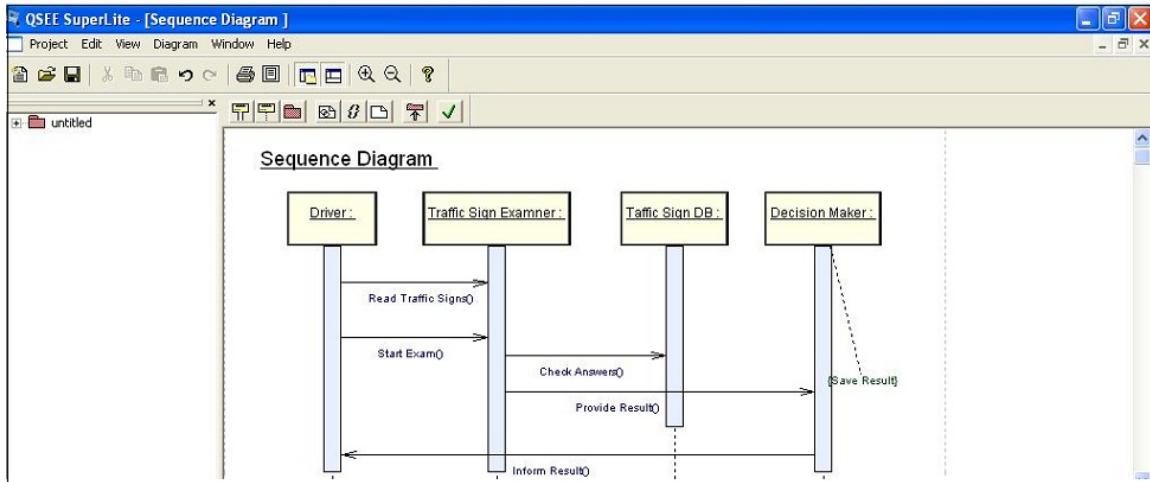 QSEE SuperLite - [Sequence Diagram ]
Project Edit View Diagram Window Help
untitled
Sequence Diagram
Driver :
Traffic Sign Examner :
Taffic Sign DB :
Decision Maker :
Read Traffic Signs()
Start Exam()
Check Answers()
{Save Result}
Provide Result()
Inform Result()